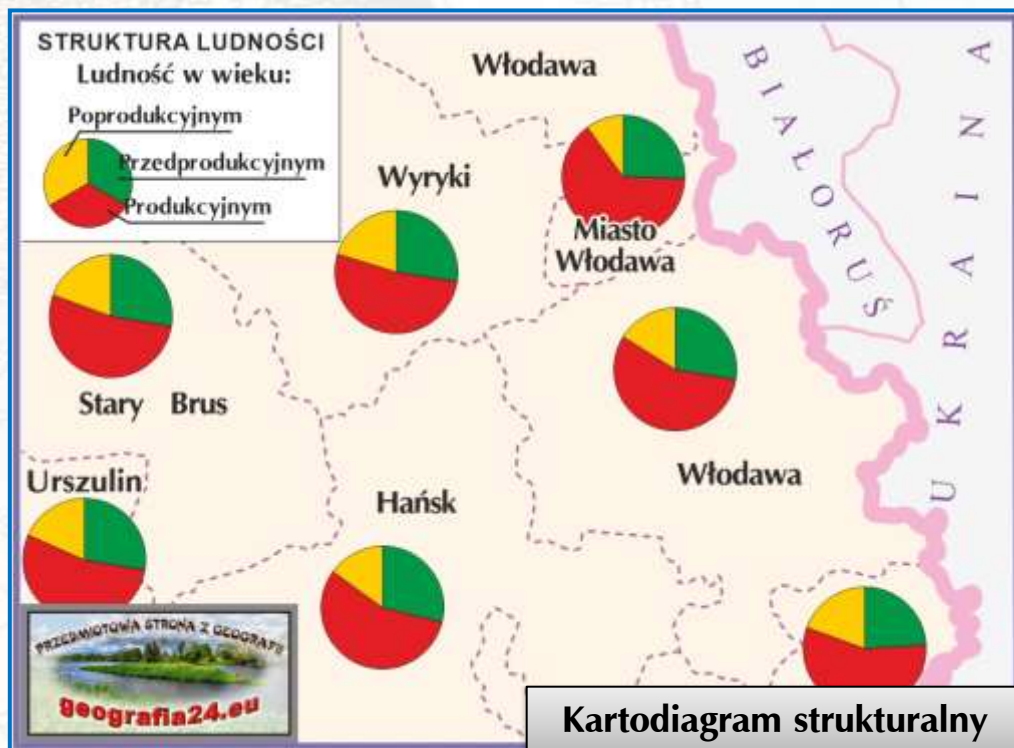 STRUKTURA LUDNOŚCI
Ludność w wieku:
Poprodukcyjnym
Przedprodukcyjnym
Produkcyjnym
Włodawa
Wyryki
Miasto
Włodawa
BIAŁORUŚ
UKRAINA
Stary Brus
Urszulin
Hańsk
Włodawa
PRZEDMIOTOWA STRONA Z GEOGRAFII
geografia24.eu
Kartodiagram strukturalny